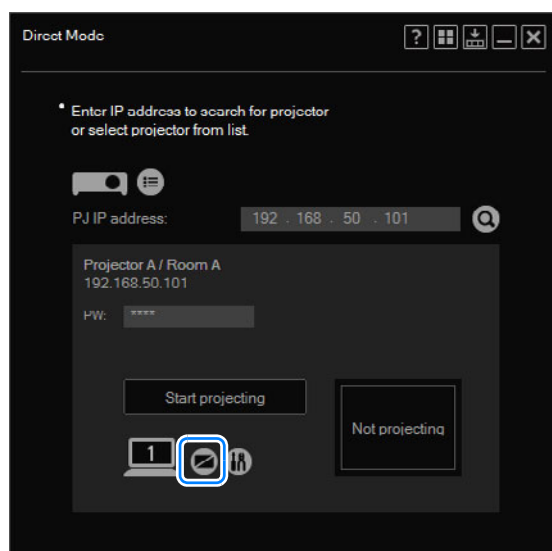 Direct Mode
?
Enter IP address to search for projector
or select projector from list.
PJ IP address: 192 . 168 . 50 . 101
Projector A / Room A
192.168.50.101
PW: ****
Start projecting
Not projecting
1